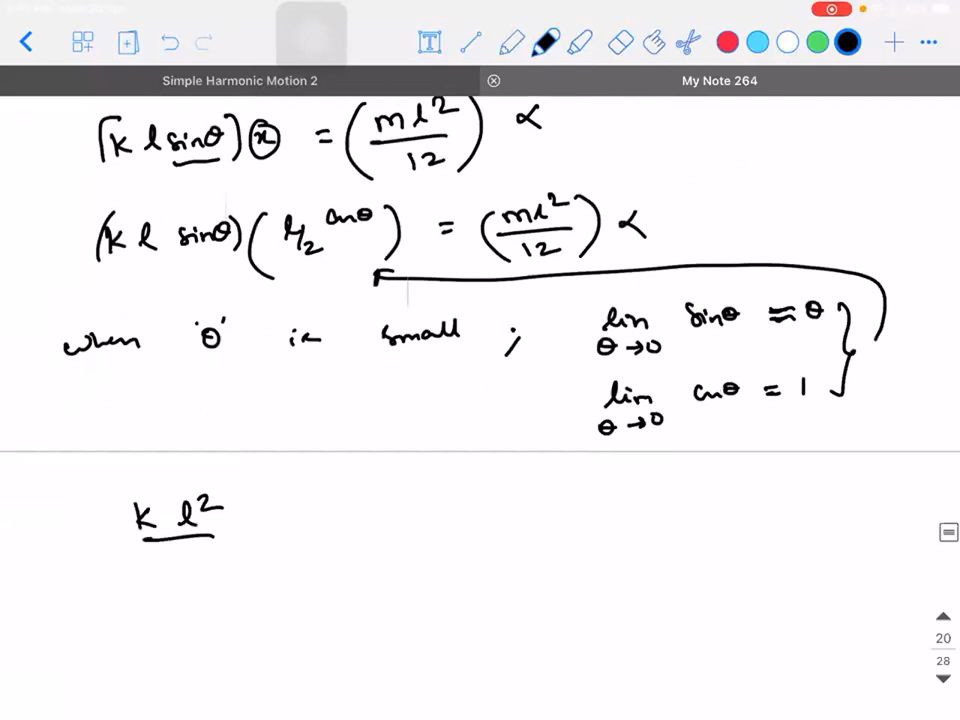 Simple Harmonic Motion 2
My Note 264
(k l sinθ) x = (ml²/12) α
(k l sinθ) (l/2 cosθ) = (ml²/12) α
when 'θ' is small ; lim θ→0 sinθ ≈ θ
lim θ→0 cosθ = 1
k l²
20
28